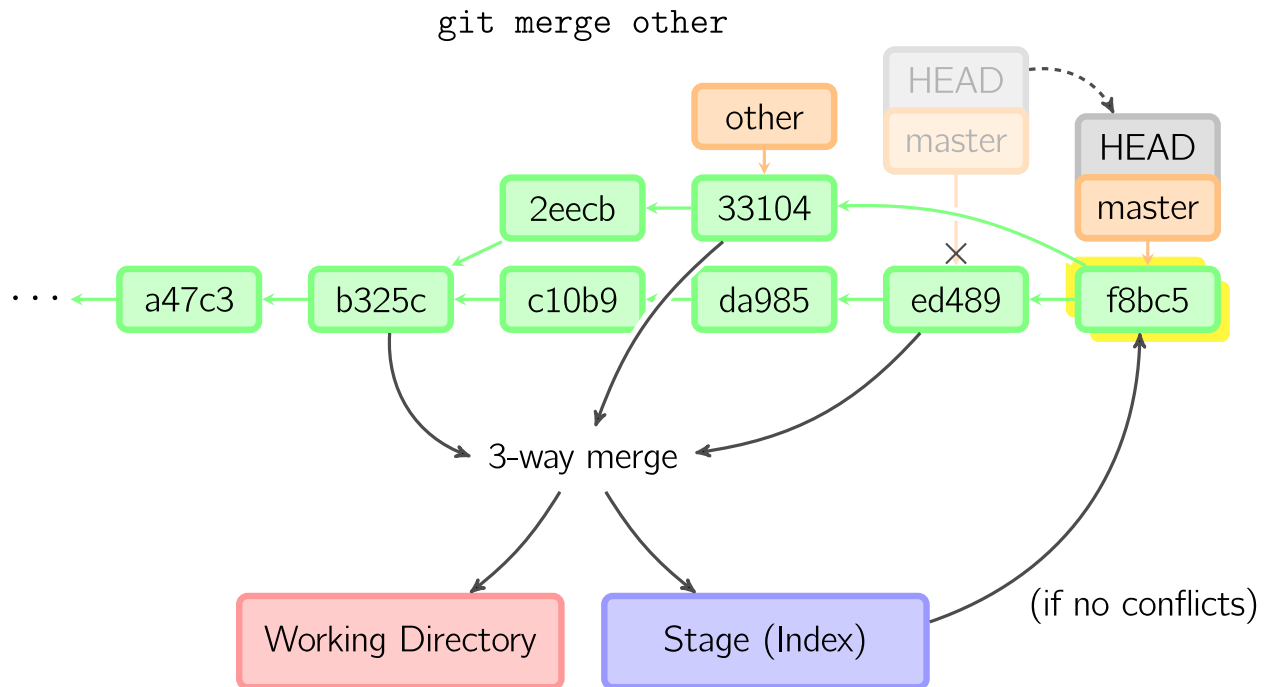 git merge other
HEAD
master
other
HEAD
master
2eecb
33104
... a47c3 b325c c10b9 da985 ed489 f8bc5
3-way merge
(if no conflicts)
Working Directory
Stage (Index)